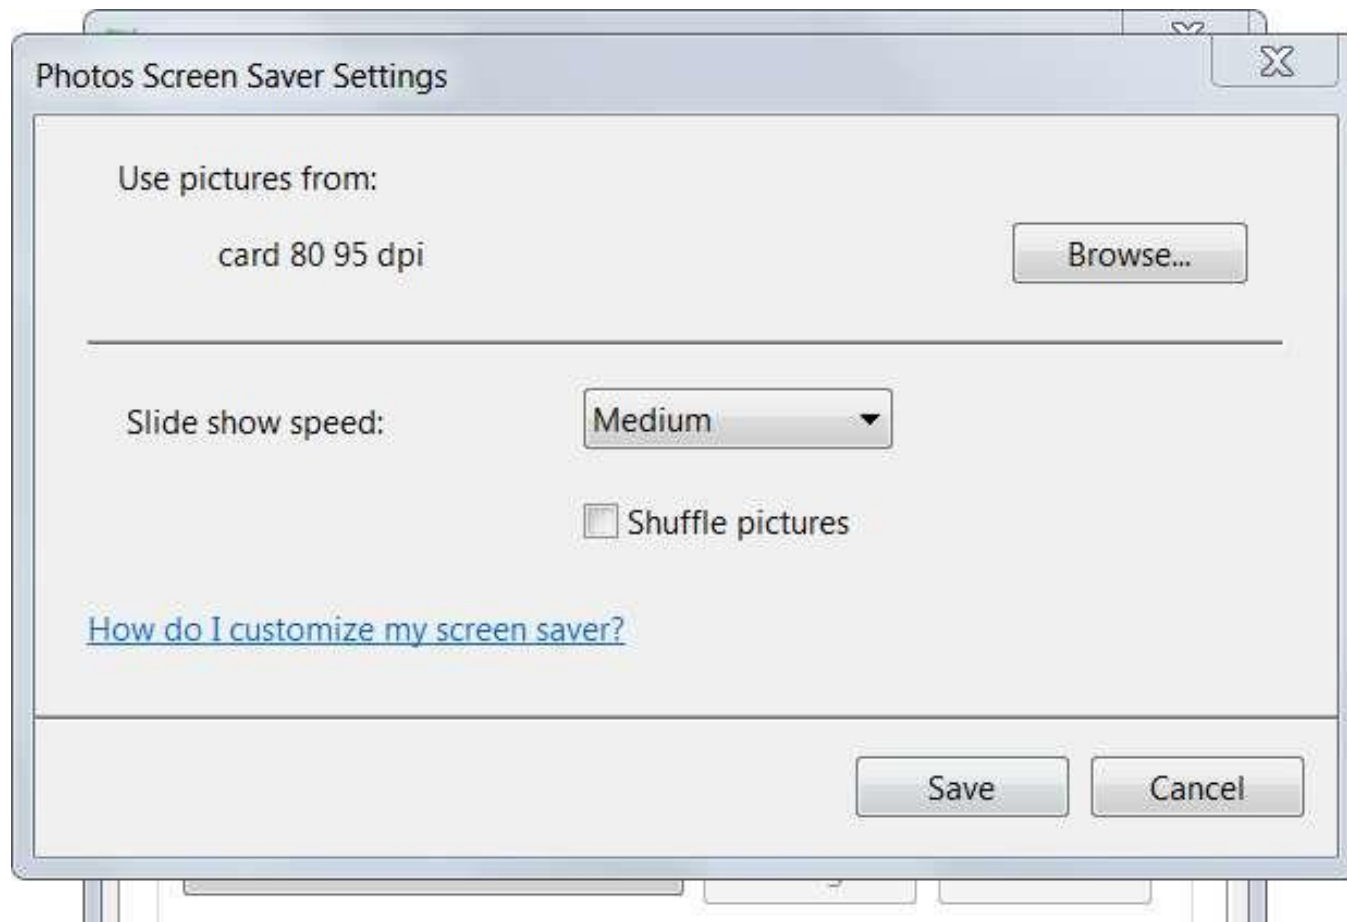 Photos Screen Saver Settings
Use pictures from:
card 80 95 dpi
Browse...
Slide show speed:
Medium
Shuffle pictures
How do I customize my screen saver?
Save
Cancel